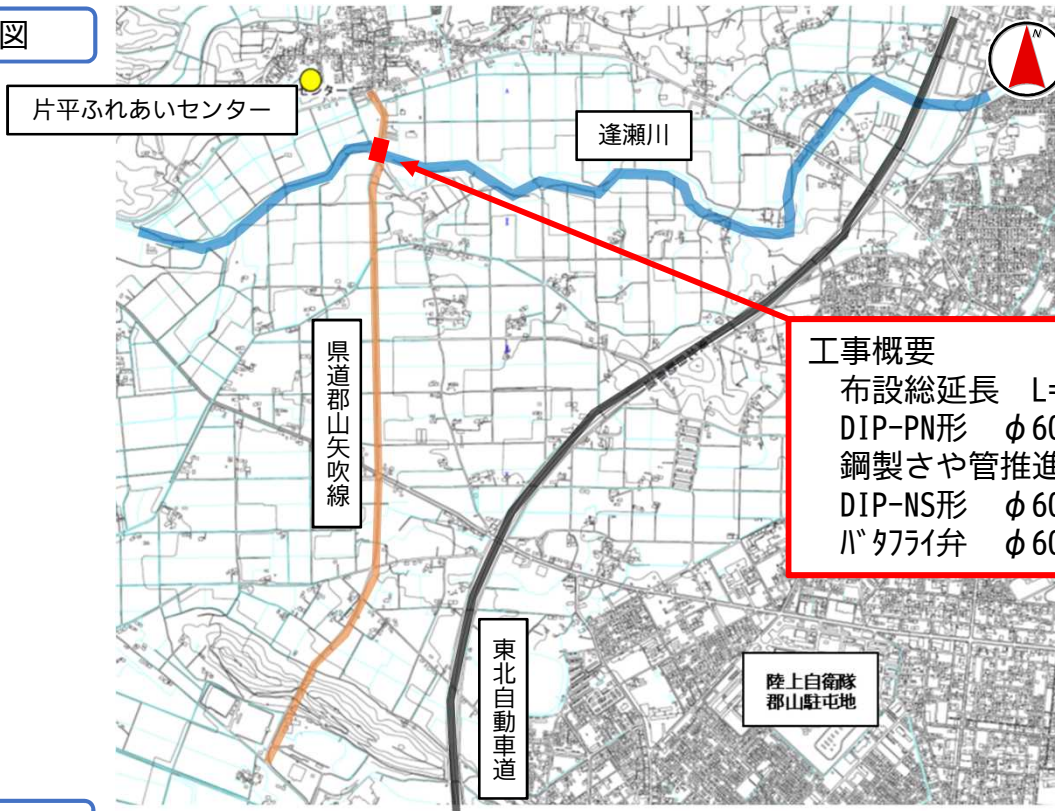 図
片平ふれあいセンター
N
逢瀬川
県道郡山矢吹線
工事概要
布設総延長 L=
DIP-PN形 φ60
鋼製さや管推進
DIP-NS形 φ60
バタフライ弁 φ60
東北自動車道
陸上自衛隊
郡山駐屯地